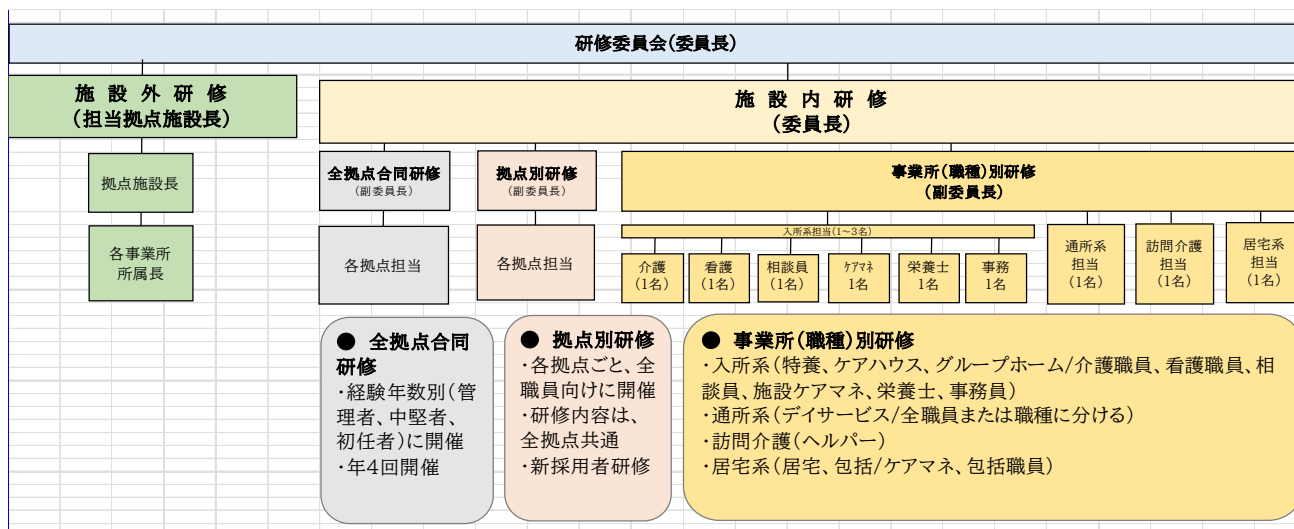 研修委員会(委員長)
施 設 外 研 修
(担当拠点施設長)
施 設 内 研 修
(委員長)
拠点施設長
各事業所
所属長
全拠点合同研修
(副委員長)
各拠点担当
拠点別研修
(副委員長)
各拠点担当
事業所(職種)別研修
(副委員長)
入所系担当(1~3名)
介護
(1名)
看護
(1名)
相談員
(1名)
ケアマネ
1名
栄養士
1名
事務
1名
通所系
担当
(1名)
訪問介護
担当
(1名)
居宅系
担当
(1名)
● 全拠点合同
研修
・経験年数別(管
理者、中堅者、
初任者)に開催
・年4回開催
● 拠点別研修
・各拠点ごと、全
職員向けに開催
・研修内容は、
全拠点共通
・新採用者研修
● 事業所(職種)別研修
・入所系(特養、ケアハウス、グループホーム/介護職員、看護職員、相
談員、施設ケアマネ、栄養士、事務員)
・通所系(デイサービス/全職員または職種に分ける)
・訪問介護(ヘルパー)
・居宅系(居宅、包括/ケアマネ、包括職員)